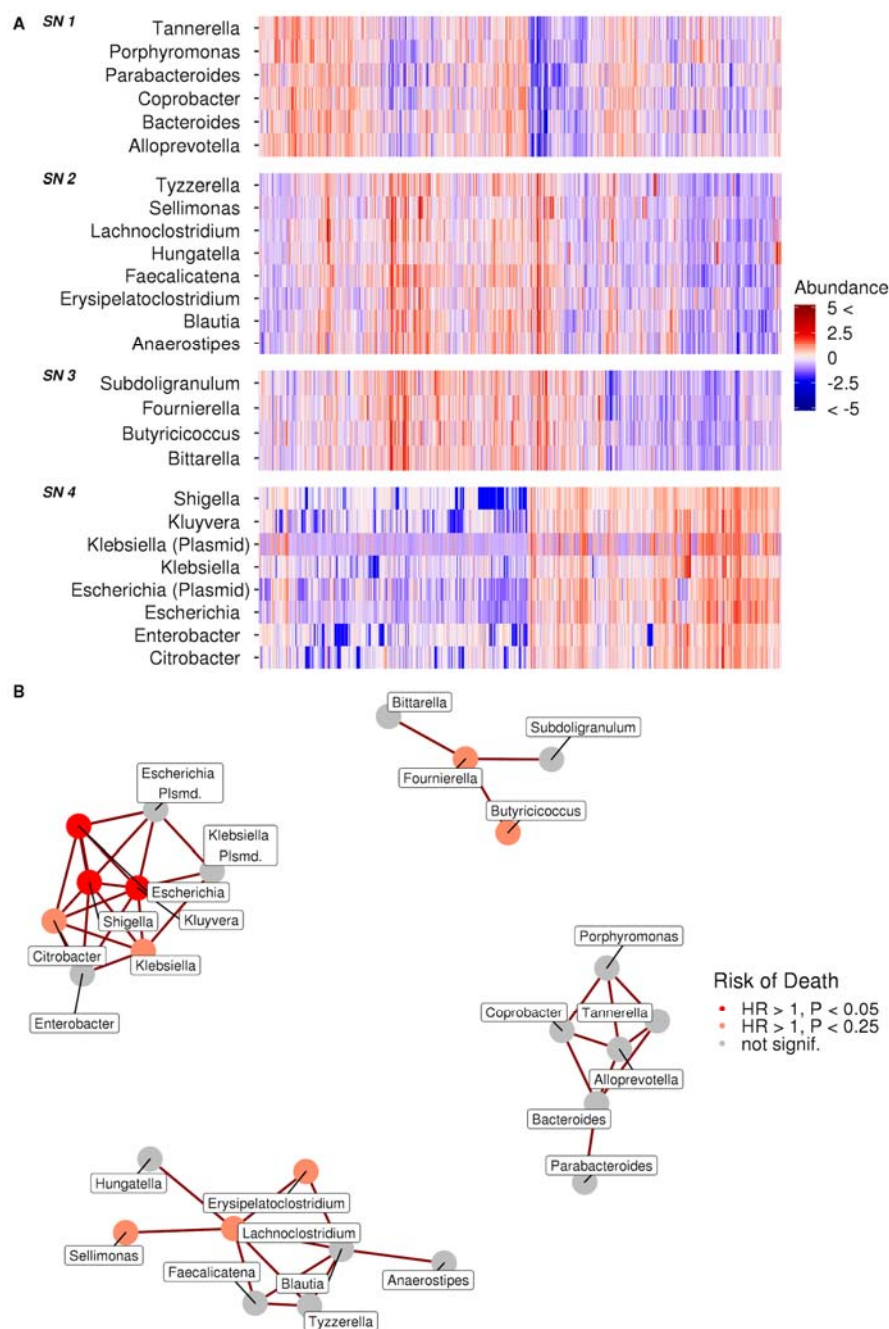 A
SN 1
Tannerella
Porphyromonas
Parabacteroides
Coprobacter
Bacteroides
Alloprevotella
SN 2
Tyzzerella
Sellimonas
Lachnoclostridium
Hungatella
Faecalicatena
Erysipelatoclostridium
Blautia
Anaerostipes
SN 3
Subdoligranulum
Fournierella
Butyricicoccus
Bittarella
SN 4
Shigella
Kluyvera
Klebsiella (Plasmid)
Klebsiella
Escherichia (Plasmid)
Escherichia
Enterobacter
Citrobacter
Abundance
5 <
2.5
0
-2.5
< -5
B
Bittarella
Subdoligranulum
Fournierella
Butyricicoccus
Escherichia
Plsmd.
Klebsiella
Plsmd.
Escherichia
Shigella
Kluyvera
Citrobacter
Klebsiella
Enterobacter
Porphyromonas
Coprobacter
Tannerella
Alloprevotella
Bacteroides
Parabacteroides
Risk of Death
HR > 1, P < 0.05
HR > 1, P < 0.25
not signif.
Hungatella
Erysipelatoclostridium
Lachnoclostridium
Sellimonas
Faecalicatena
Blautia
Anaerostipes
Tyzzerella